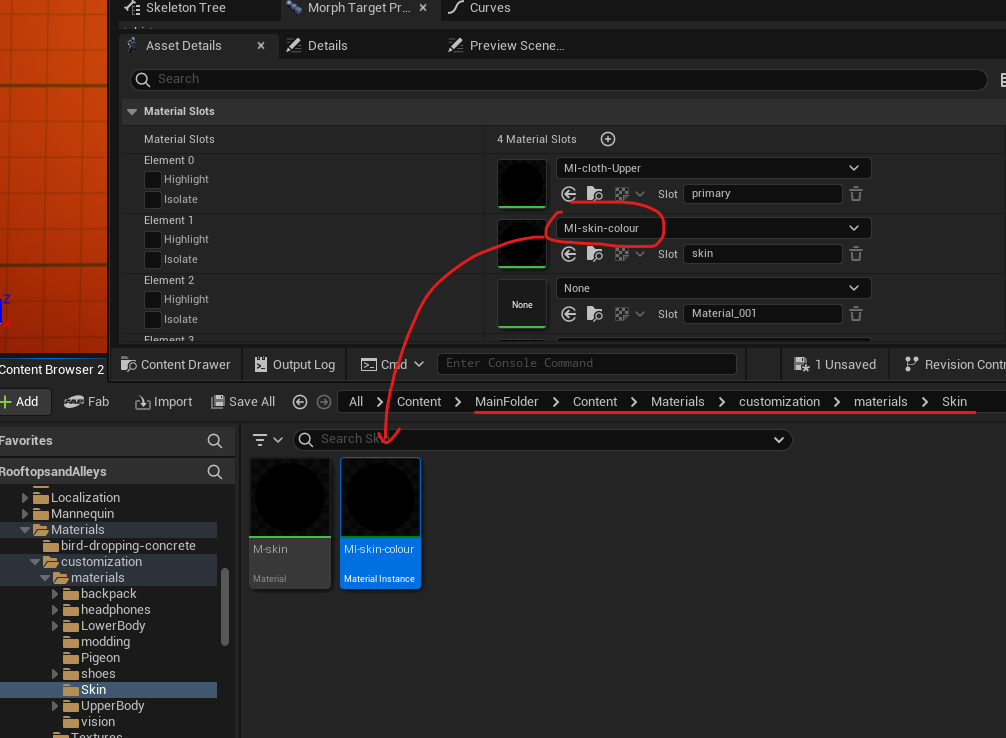 Skeleton Tree
Morph Target Pr...
Curves
Asset Details
Details
Preview Scene...
Search
Material Slots
Material Slots
4 Material Slots
Element 0
Highlight
Isolate
MI-cloth-Upper
Slot
primary
Element 1
Highlight
Isolate
MI-skin-colour
Slot
skin
Element 2
Highlight
Isolate
None
None
Slot
Material_001
Element 3
Content Drawer
Output Log
Cmd
Enter Console Command
1 Unsaved
Revision Contr
Content Browser 2
Add
Fab
Import
Save All
All
Content
MainFolder
Content
Materials
customization
materials
Skin
Favorites
Search Skin
RooftopsandAlleys
Localization
Mannequin
Materials
bird-dropping-concrete
customization
materials
backpack
headphones
LowerBody
modding
Pigeon
shoes
Skin
UpperBody
vision
Textures
M-skin
Material
MI-skin-colour
Material Instance
Z